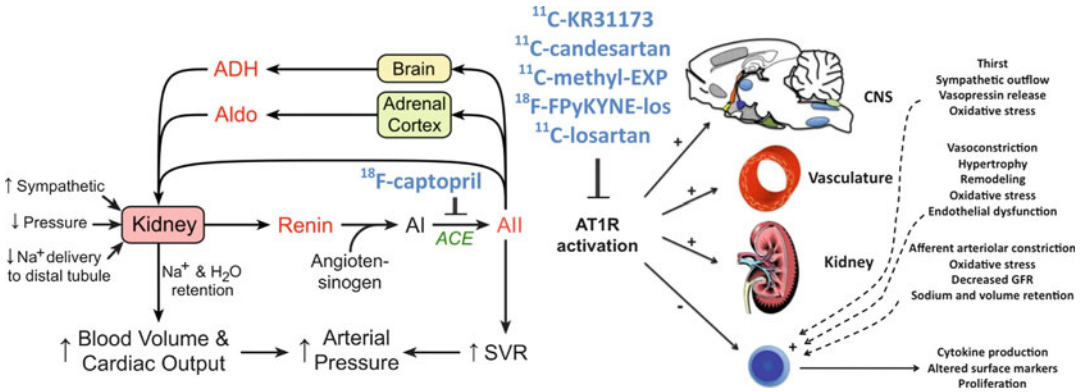 ADH
Brain
Aldo
Adrenal
Cortex
↑ Sympathetic
↓ Pressure
↓ Na+ delivery
to distal tubule
Kidney
Renin
Angioten-
sinogen
AI
18F-captopril
ACE
AII
Na+ & H2O
retention
↑ Blood Volume &
Cardiac Output
↑ Arterial
Pressure
↑ SVR
11C-KR31173
11C-candesartan
11C-methyl-EXP
18F-FPyKYNE-los
11C-losartan
AT1R
activation
+
+
+
-
CNS
Vasculature
Kidney
+
Thirst
Sympathetic outflow
Vasopressin release
Oxidative stress
Vasoconstriction
Hypertrophy
Remodeling
Oxidative stress
Endothelial dysfunction
Afferent arteriolar constriction
Oxidative stress
Decreased GFR
Sodium and volume retention
Cytokine production
Altered surface markers
Proliferation